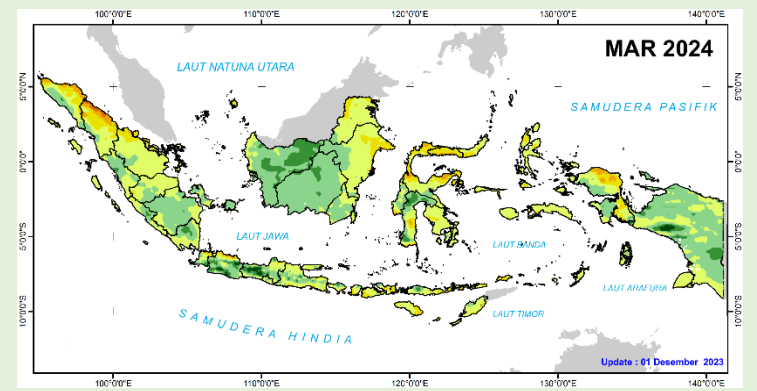 100°0'0"E 110°0'0"E 120°0'0"E 130°0'0"E 140°0'0"E
MAR 2024
LAUT NATUNA UTARA
5°0'0"N 5°0'0"N
SAMUDERA PASIFIK
0°0'0" 0°0'0"
LAUT JAWA
LAUT BANDA
5°0'0"S 5°0'0"S
LAUT ARAFURA
SAMUDERA HINDIA
LAUT TIMOR
10°0'0"S 10°0'0"S
Update : 01 Desember 2023
100°0'0"E 110°0'0"E 120°0'0"E 130°0'0"E 140°0'0"E